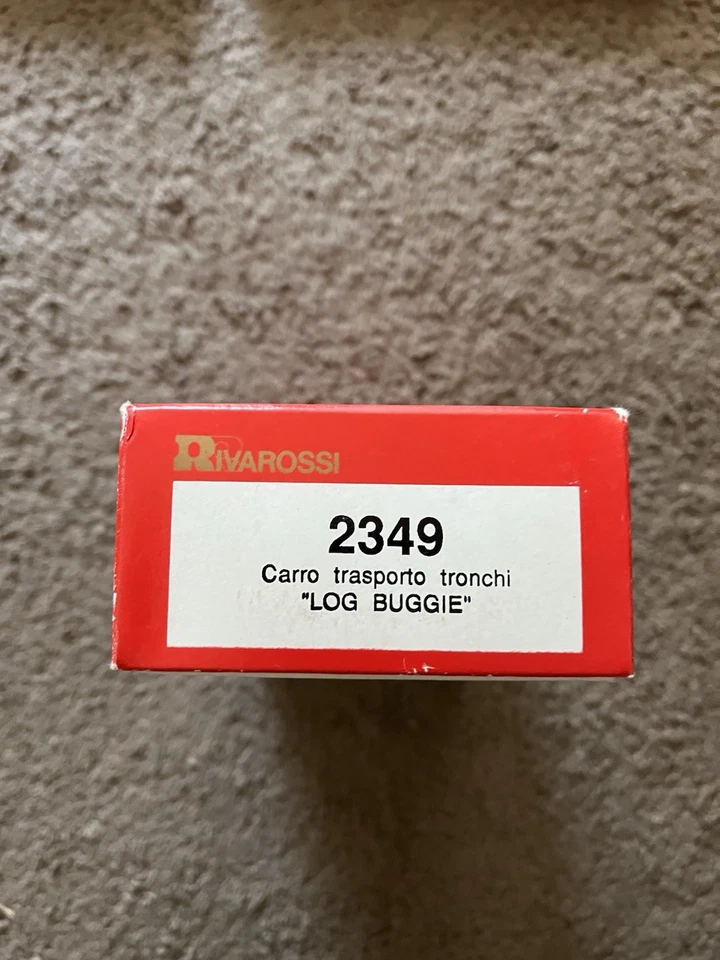 RIVAROSSI
2349
Carro trasporto tronchi
"LOG BUGGIE"